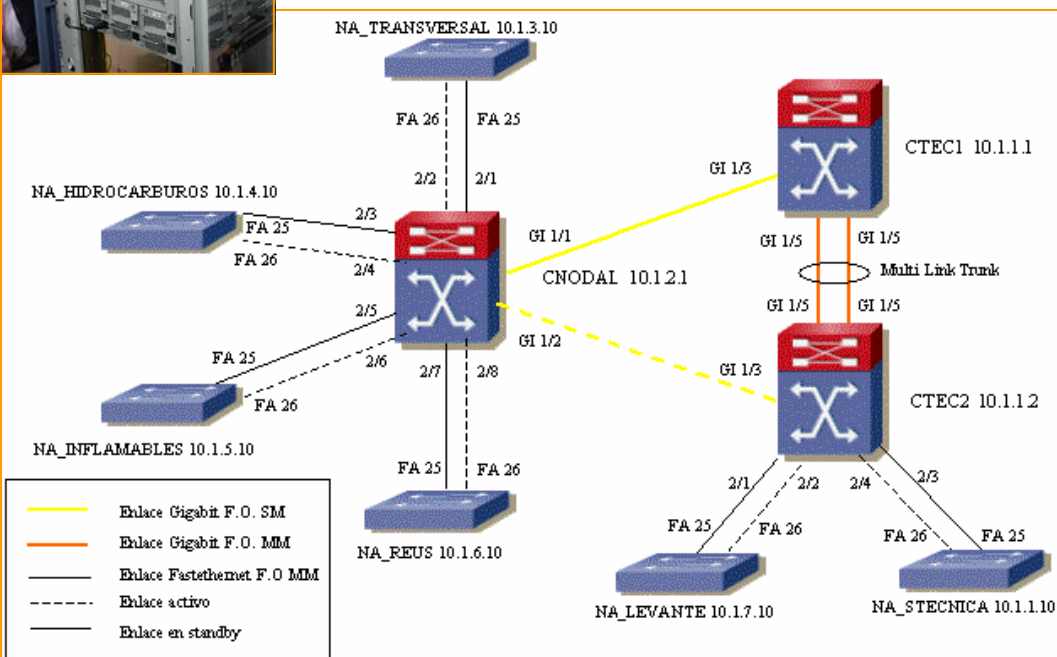 NA_TRANSVERSAL 10.1.3.10
FA 26
FA 25
2/2
2/1
CTEC1 10.1.1.1
GI 1/3
NA_HIDROCARBUROS 10.1.4.10
2/3
FA 25
FA 26
2/4
GI 1/1
CNODAL 10.1.2.1
GI 1/5
GI 1/5
Multi Link Trunk
GI 1/5
GI 1/5
2/5
2/6
GI 1/2
FA 25
FA 26
2/7
2/8
GI 1/3
CTEC2 10.1.1.2
NA_INFLAMABLES 10.1.5.10
FA 25
FA 26
NA_REUS 10.1.6.10
2/1
2/2
2/4
2/3
FA 25
FA 26
FA 26
FA 25
NA_LEVANTE 10.1.7.10
NA_STECNICA 10.1.1.10
Enlace Gigabit F.O. SM
Enlace Gigabit F.O. MM
Enlace Fastethernet F.O MM
Enlace activo
Enlace en standby